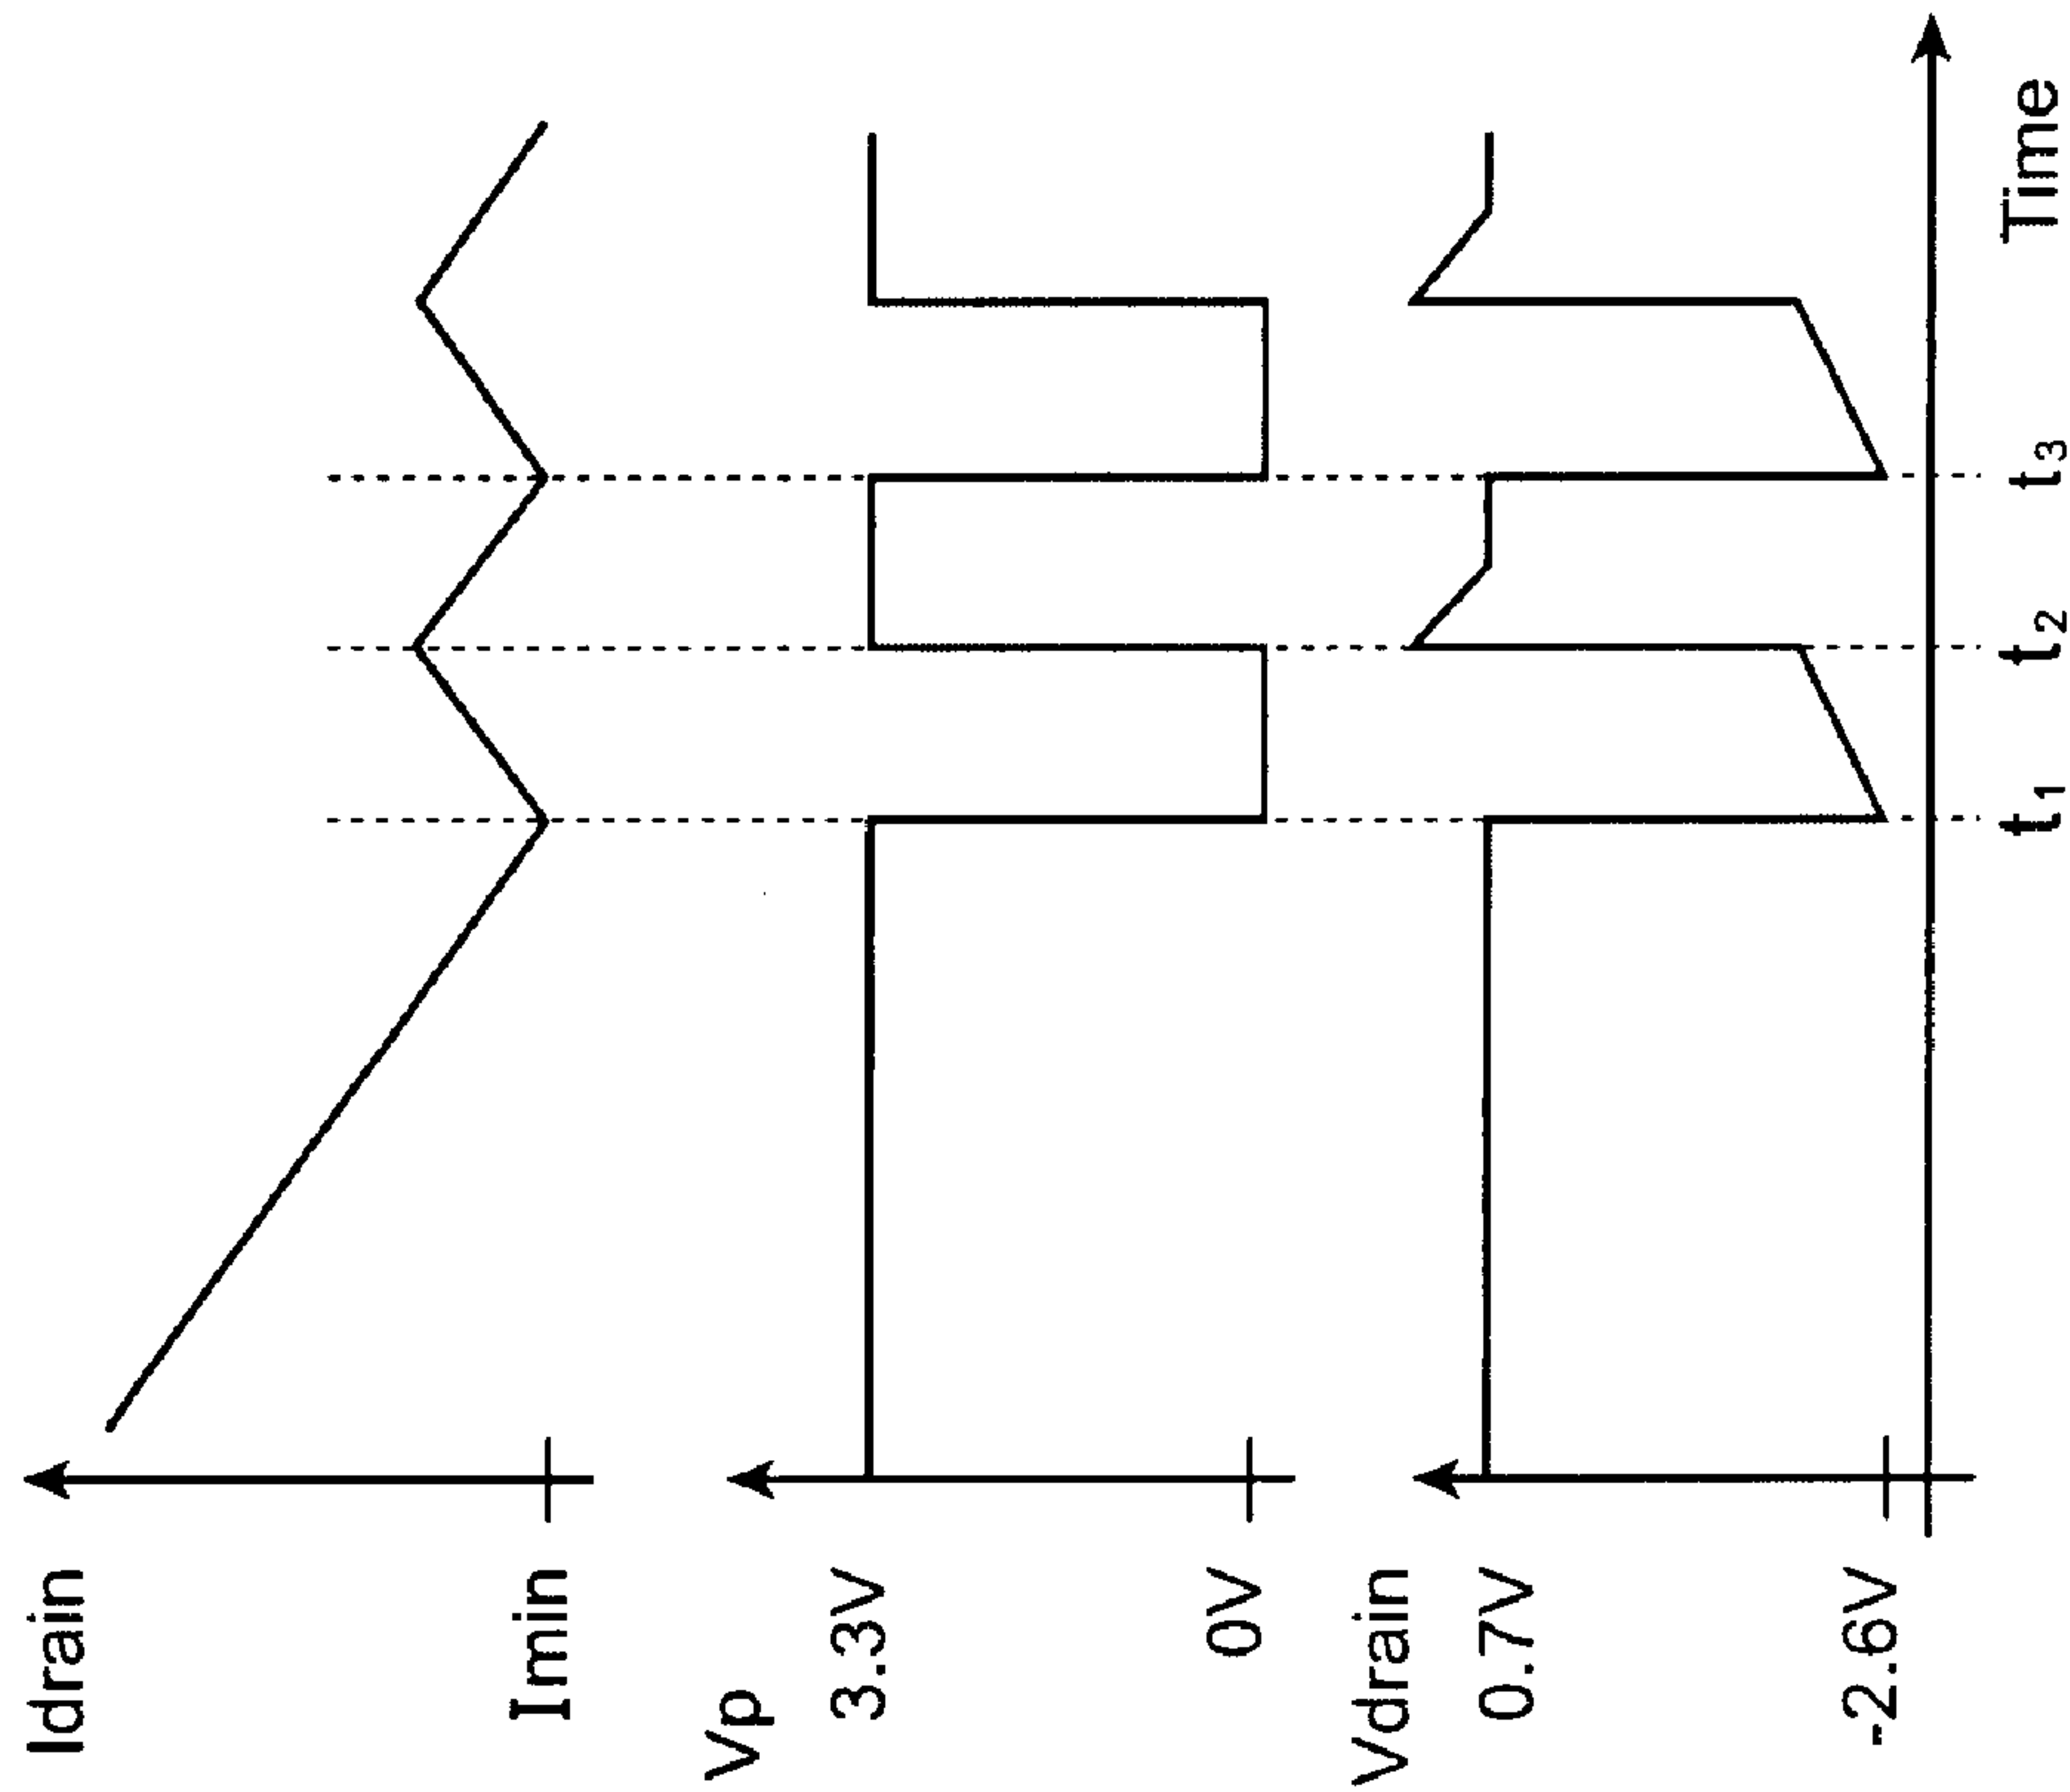 Idrain
Imin
Vp
3.3V
0V
Vdrain
0.7V
-2.6V
t1 t2 t3 Time